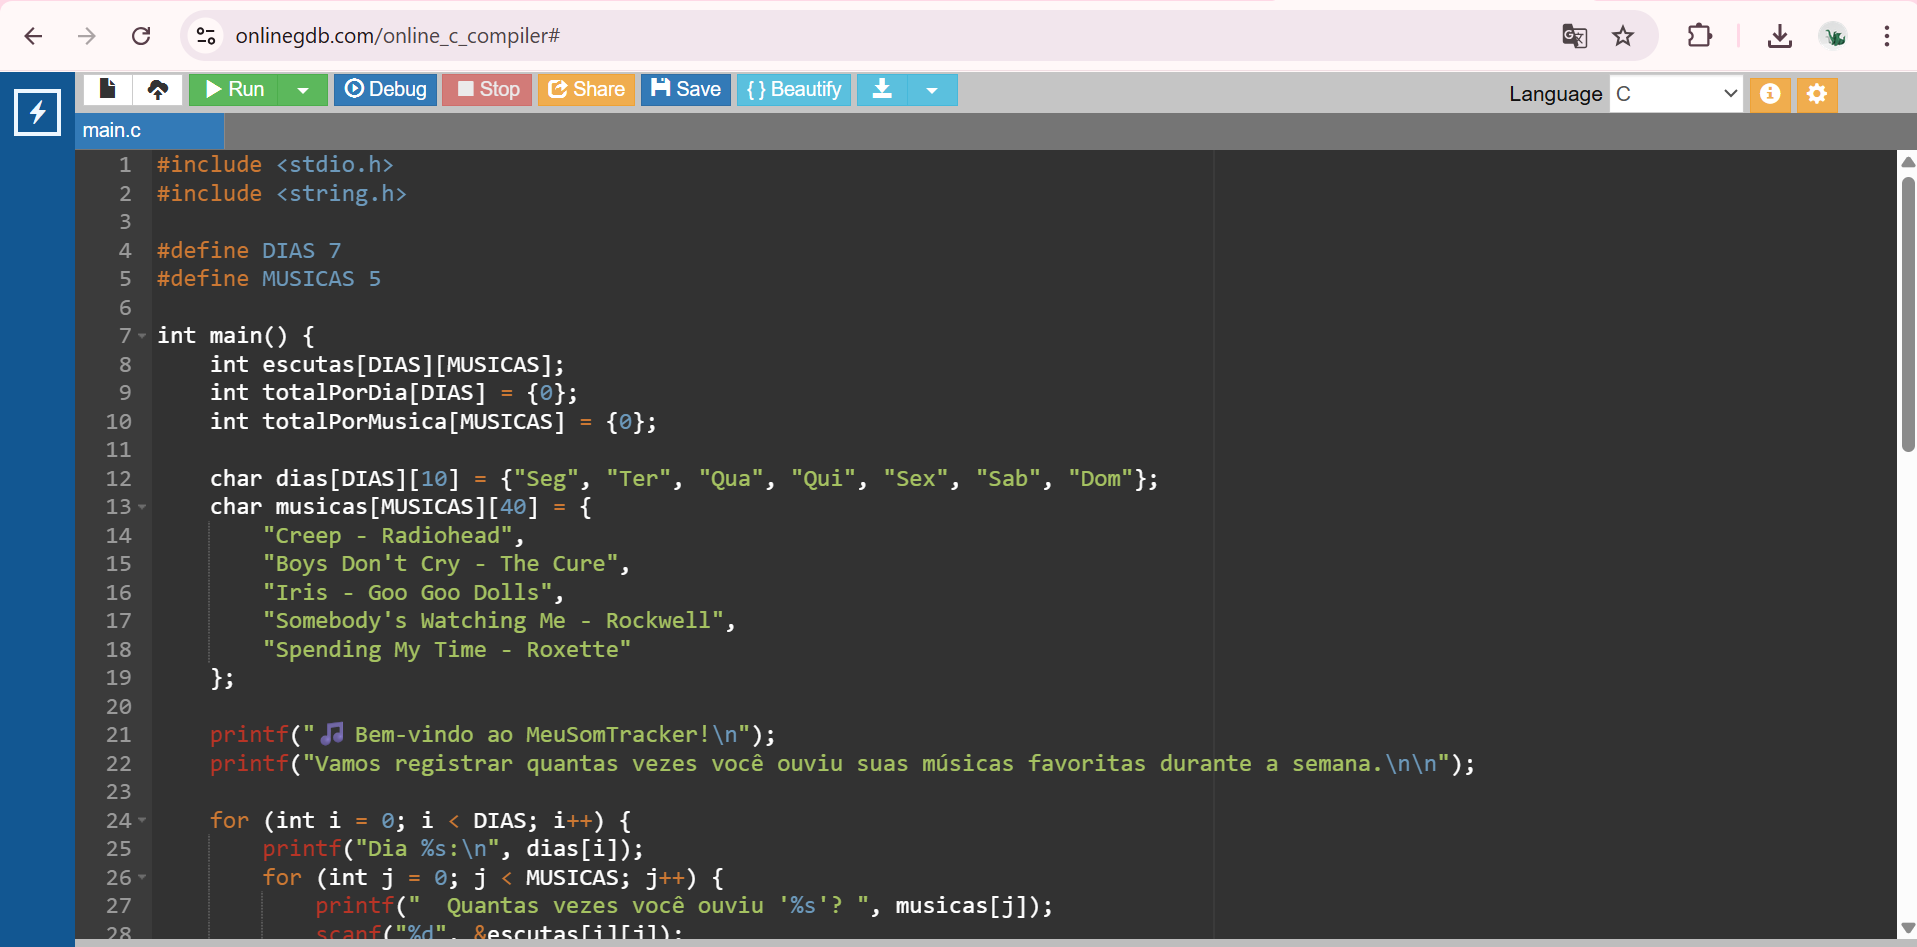 onlinegdb.com/online_c_compiler#
Run Debug Stop Share Save { } Beautify Language C
main.c
1 #include <stdio.h>
2 #include <string.h>
3
4 #define DIAS 7
5 #define MUSICAS 5
6
7 int main() {
8     int escutas[DIAS][MUSICAS];
9     int totalPorDia[DIAS] = {0};
10     int totalPorMusica[MUSICAS] = {0};
11
12     char dias[DIAS][10] = {"Seg", "Ter", "Qua", "Qui", "Sex", "Sab", "Dom"};
13     char musicas[MUSICAS][40] = {
14         "Creep - Radiohead",
15         "Boys Don't Cry - The Cure",
16         "Iris - Goo Goo Dolls",
17         "Somebody's Watching Me - Rockwell",
18         "Spending My Time - Roxette"
19     };
20
21     printf("🎵 Bem-vindo ao MeuSomTracker!\n");
22     printf("Vamos registrar quantas vezes você ouviu suas músicas favoritas durante a semana.\n\n");
23
24     for (int i = 0; i < DIAS; i++) {
25         printf("Dia %s:\n", dias[i]);
26         for (int j = 0; j < MUSICAS; j++) {
27             printf("  Quantas vezes você ouviu '%s'? ", musicas[j]);
28             scanf("%d", &escutas[i][j]);